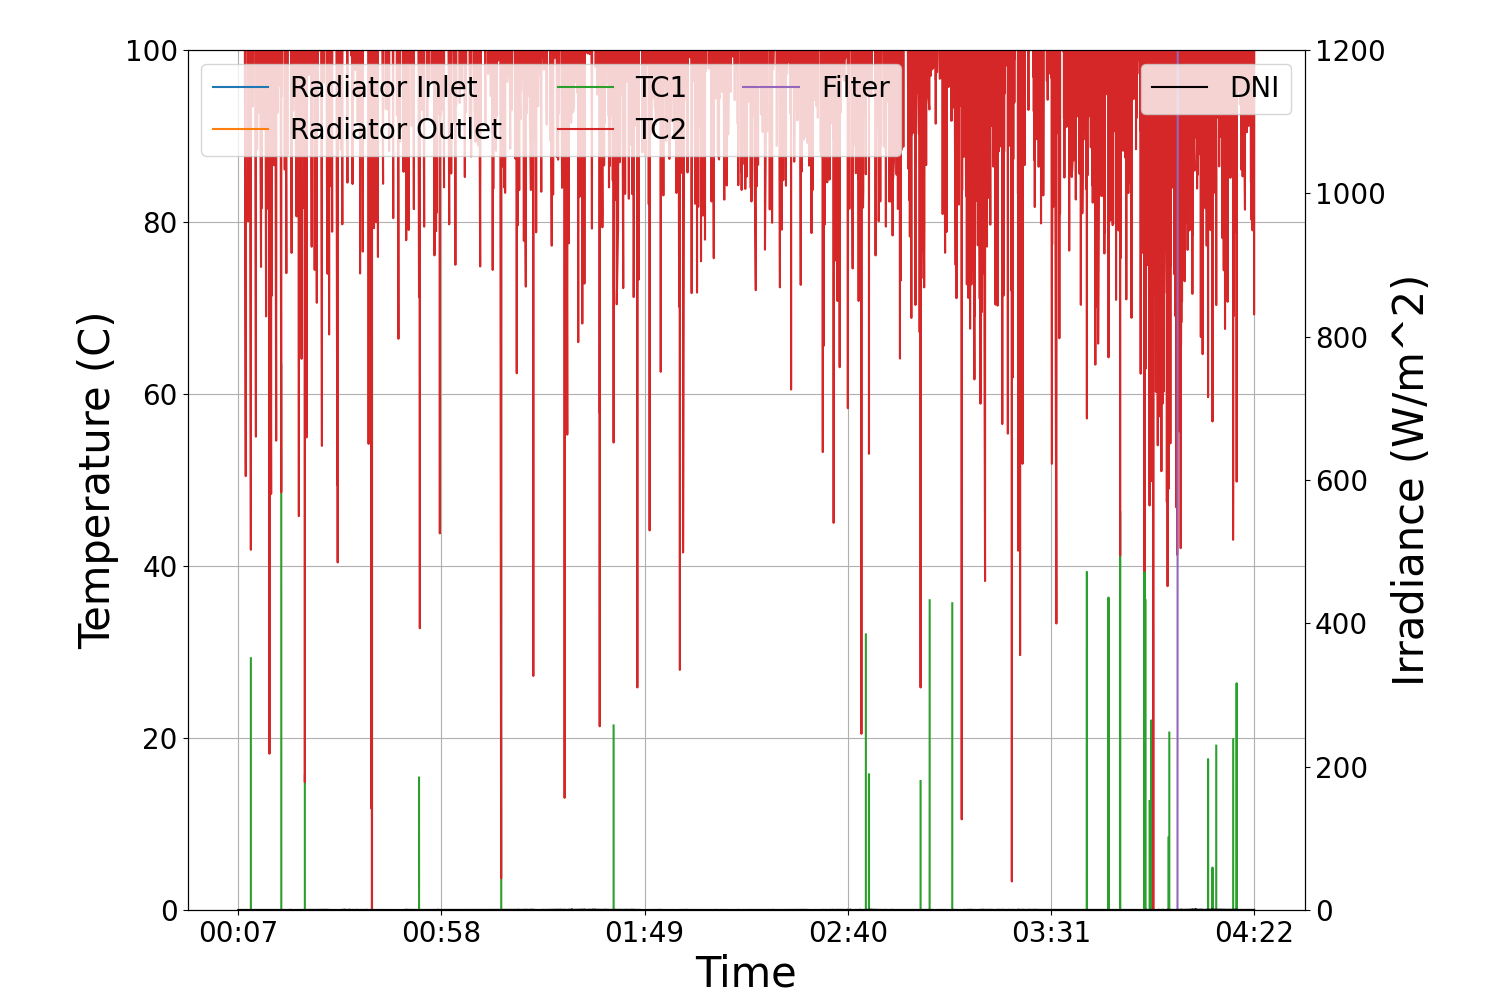 100
80
60
40
20
0
Temperature (C)
Radiator Inlet
Radiator Outlet
TC1
TC2
Filter
DNI
1200
1000
800
600
400
200
0
Irradiance (W/m^2)
00:07
00:58
01:49
02:40
03:31
04:22
Time